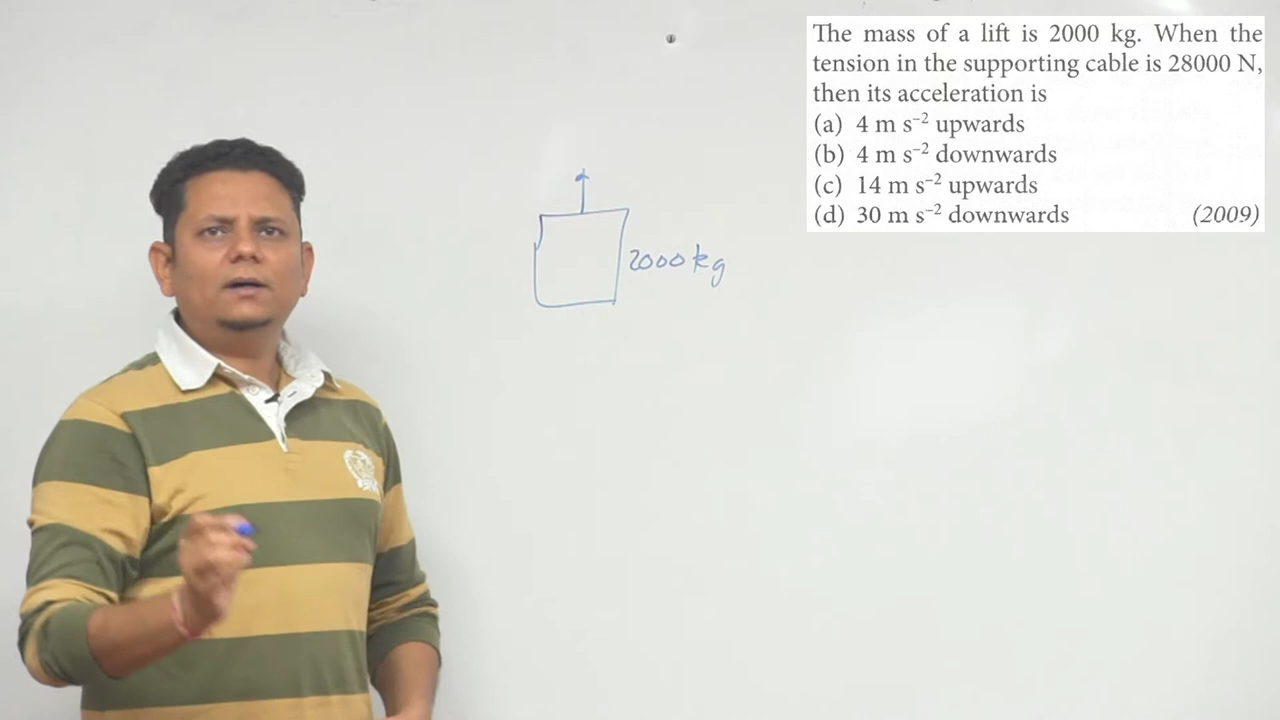 The mass of a lift is 2000 kg. When the
tension in the supporting cable is 28000 N,
then its acceleration is
(a) 4 m s⁻² upwards
(b) 4 m s⁻² downwards
(c) 14 m s⁻² upwards
(d) 30 m s⁻² downwards (2009)
2000 kg